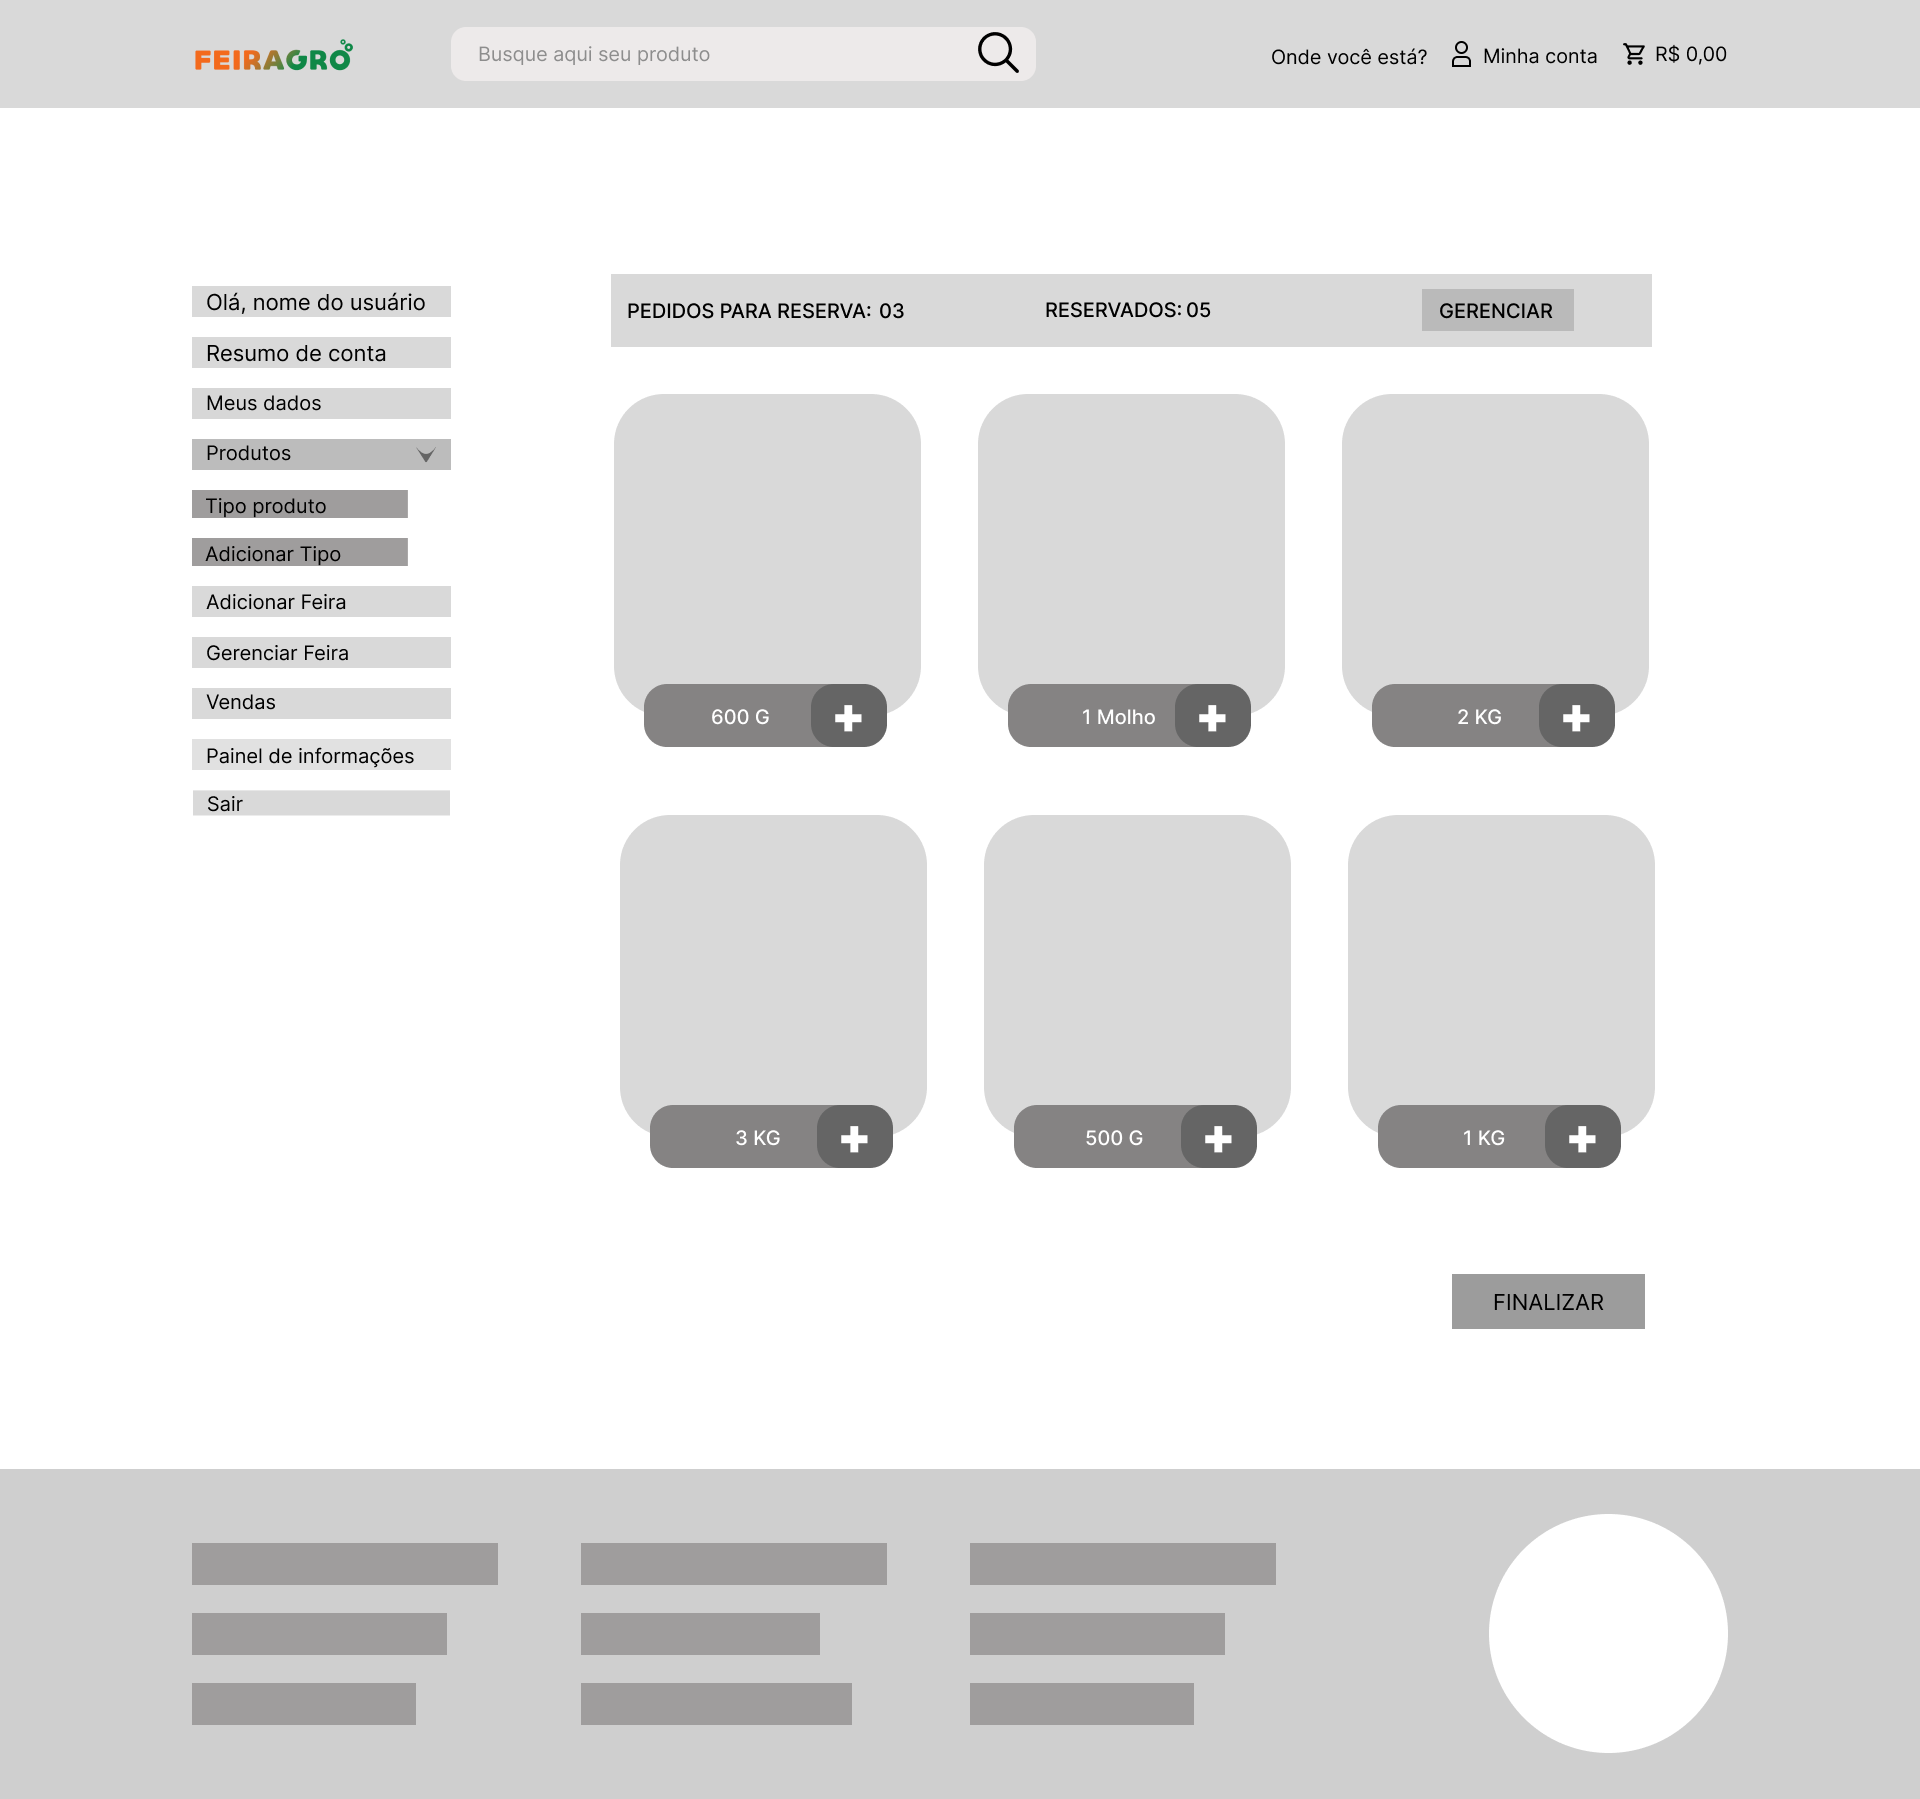 FEIRAGRO
Busque aqui seu produto
Onde você está?
Minha conta
R$ 0,00
Olá, nome do usuário
Resumo de conta
Meus dados
Produtos
Tipo produto
Adicionar Tipo
Adicionar Feira
Gerenciar Feira
Vendas
Painel de informações
Sair
PEDIDOS PARA RESERVA: 03
RESERVADOS: 05
GERENCIAR
600 G
1 Molho
2 KG
3 KG
500 G
1 KG
FINALIZAR